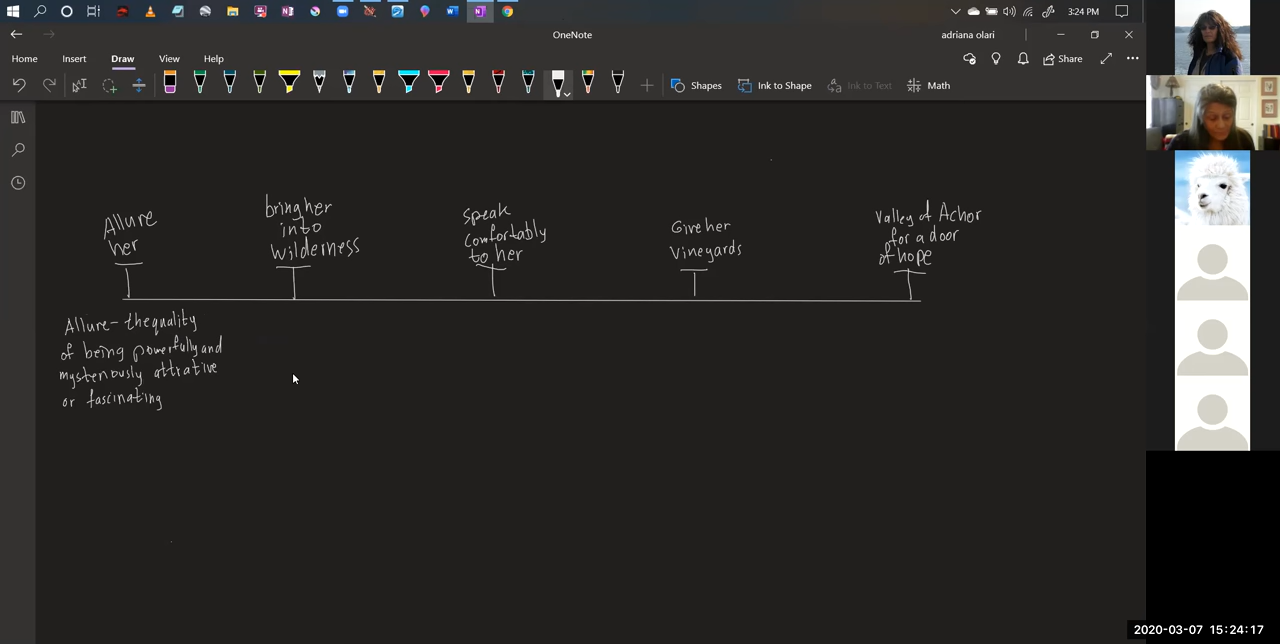 3:24 PM
OneNote
adriana olari
Home
Insert
Draw
View
Help
Share
Shapes
Ink to Shape
Ink to Text
Math
Allure
her
bring her
into
wilderness
speak
comfortably
to her
Give her
Vineyards
Valley of Achor
for a door
of hope
Allure- the quality
of being powerfully and
mysteriously attrative
or fascinating
2020-03-07 15:24:17